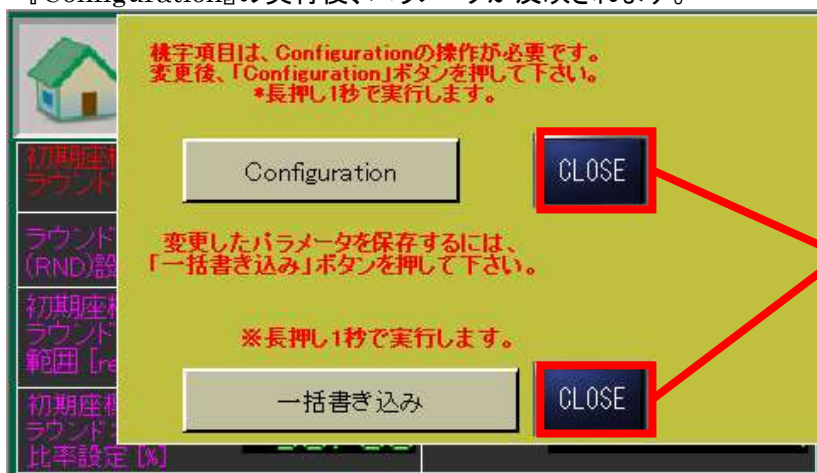 『Configuration』の実行後、パラメータが反映されます。
桃字項目は、Configurationの操作が必要です。
変更後、「Configuration」ボタンを押して下さい。
*長押し1秒で実行します。
Configuration
CLOSE
変更したパラメータを保存するには、
「一括書き込み」ボタンを押して下さい。
※長押し1秒で実行します。
一括書き込み
CLOSE
初期座標
ラウンド
ラウンド
(RND)設
初期座標
ラウンド
範囲 [re
初期座標
ラウンド
比率設定 [%]